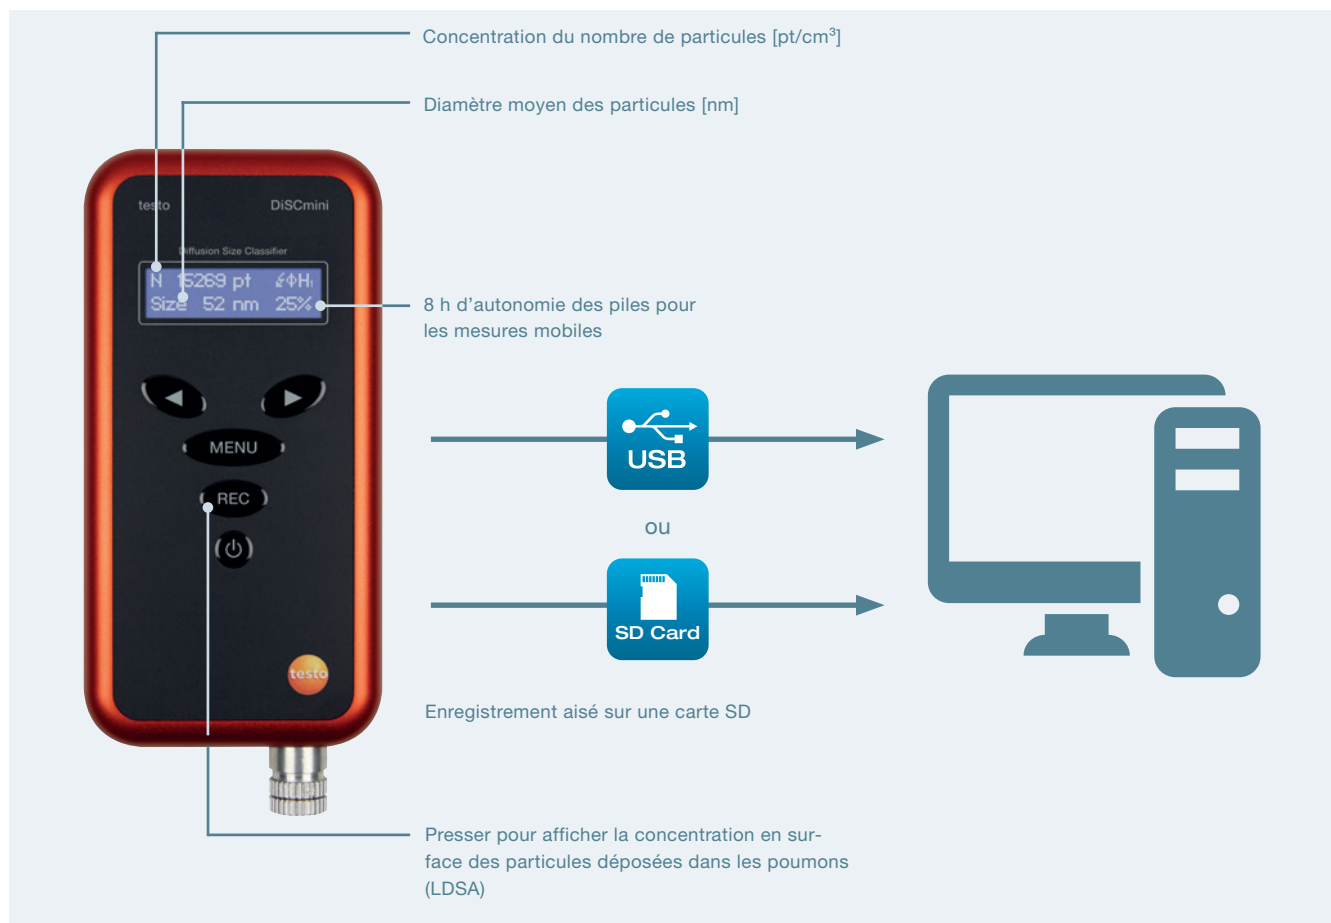 Concentration du nombre de particules [pt/cm³]
Diamètre moyen des particules [nm]
testo DiSCmini
Diffusion Size Classifier
N 15269 pt
Size 52 nm 25%
8 h d’autonomie des piles pour
les mesures mobiles
MENU
REC
USB
ou
SD Card
testo
Enregistrement aisé sur une carte SD
Presser pour afficher la concentration en sur-
face des particules déposées dans les poumons
(LDSA)